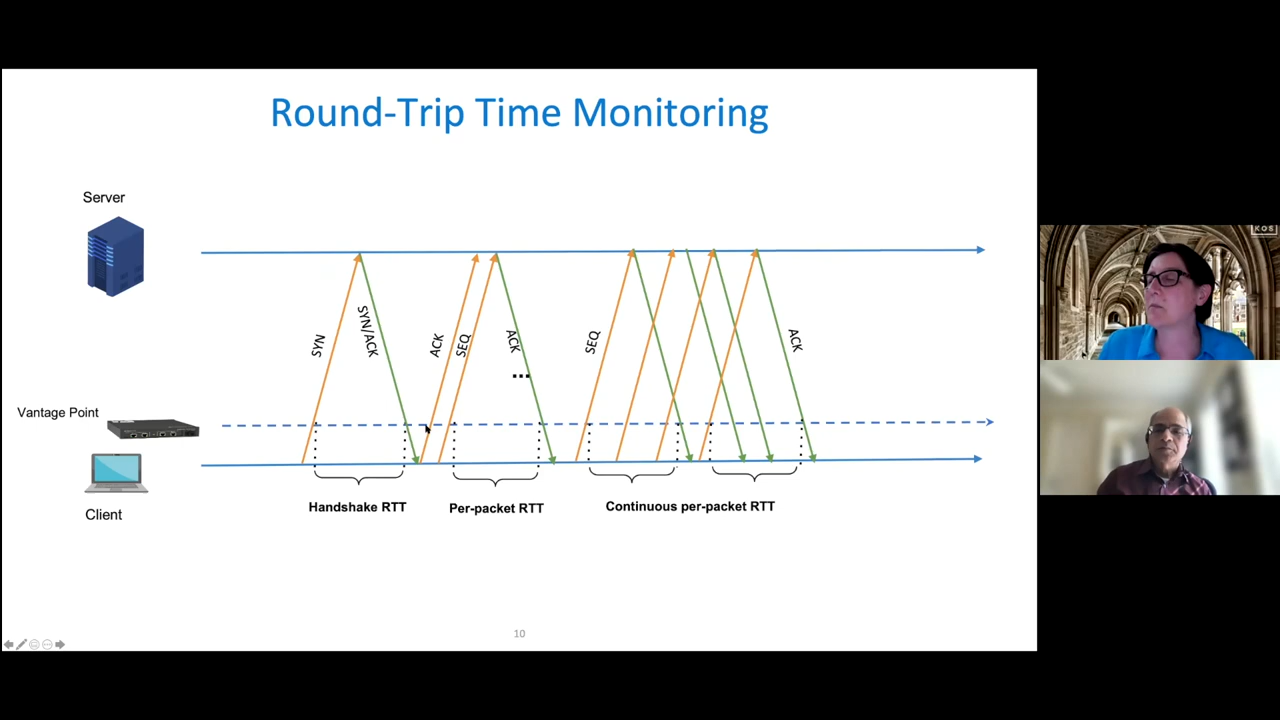 Round-Trip Time Monitoring
Server
SYN
SYN/ACK
ACK
SEQ
ACK
...
SEQ
ACK
Vantage Point
Client
Handshake RTT
Per-packet RTT
Continuous per-packet RTT
10
KOS